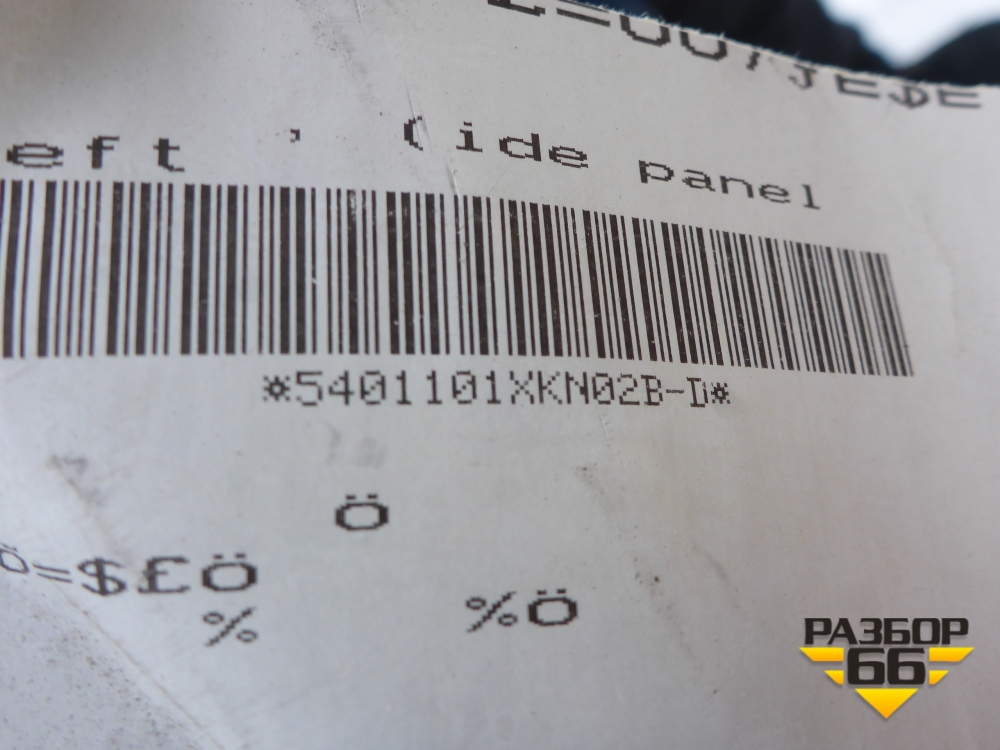 eft ' (ide panel
*5401101XKN02B-D*
Ö
Ö=$£Ö
% %Ö
РАЗБОР
66